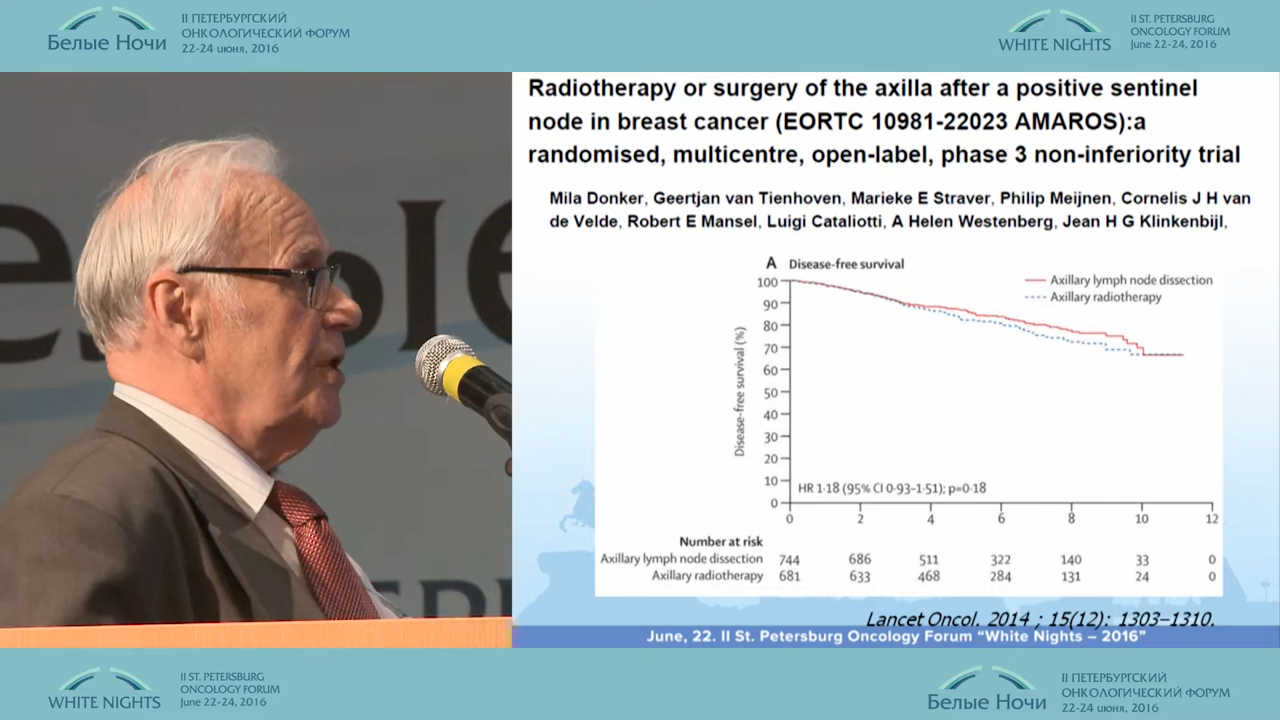 Белые Ночи
II ПЕТЕРБУРГСКИЙ
ОНКОЛОГИЧЕСКИЙ ФОРУМ
22-24 июня, 2016
WHITE NIGHTS
II ST. PETERSBURG
ONCOLOGY FORUM
June 22-24, 2016
Radiotherapy or surgery of the axilla after a positive sentinel
node in breast cancer (EORTC 10981-22023 AMAROS):a
randomised, multicentre, open-label, phase 3 non-inferiority trial
Mila Donker, Geertjan van Tienhoven, Marieke E Straver, Philip Meijnen, Cornelis J H van
de Velde, Robert E Mansel, Luigi Cataliotti, A Helen Westenberg, Jean H G Klinkenbijl,
A Disease-free survival
Axillary lymph node dissection
Axillary radiotherapy
Disease-free survival (%)
100
90
80
70
60
50
40
30
20
10
0
HR 1·18 (95% CI 0·93–1·51); p=0·18
0 2 4 6 8 10 12
Number at risk
Axillary lymph node dissection 744 686 511 322 140 33 0
Axillary radiotherapy 681 633 468 284 131 24 0
Lancet Oncol. 2014 ; 15(12): 1303–1310.
June, 22. II St. Petersburg Oncology Forum “White Nights – 2016”
WHITE NIGHTS
II ST. PETERSBURG
ONCOLOGY FORUM
June 22-24, 2016
Белые Ночи
II ПЕТЕРБУРГСКИЙ
ОНКОЛОГИЧЕСКИЙ ФОРУМ
22-24 июня, 2016